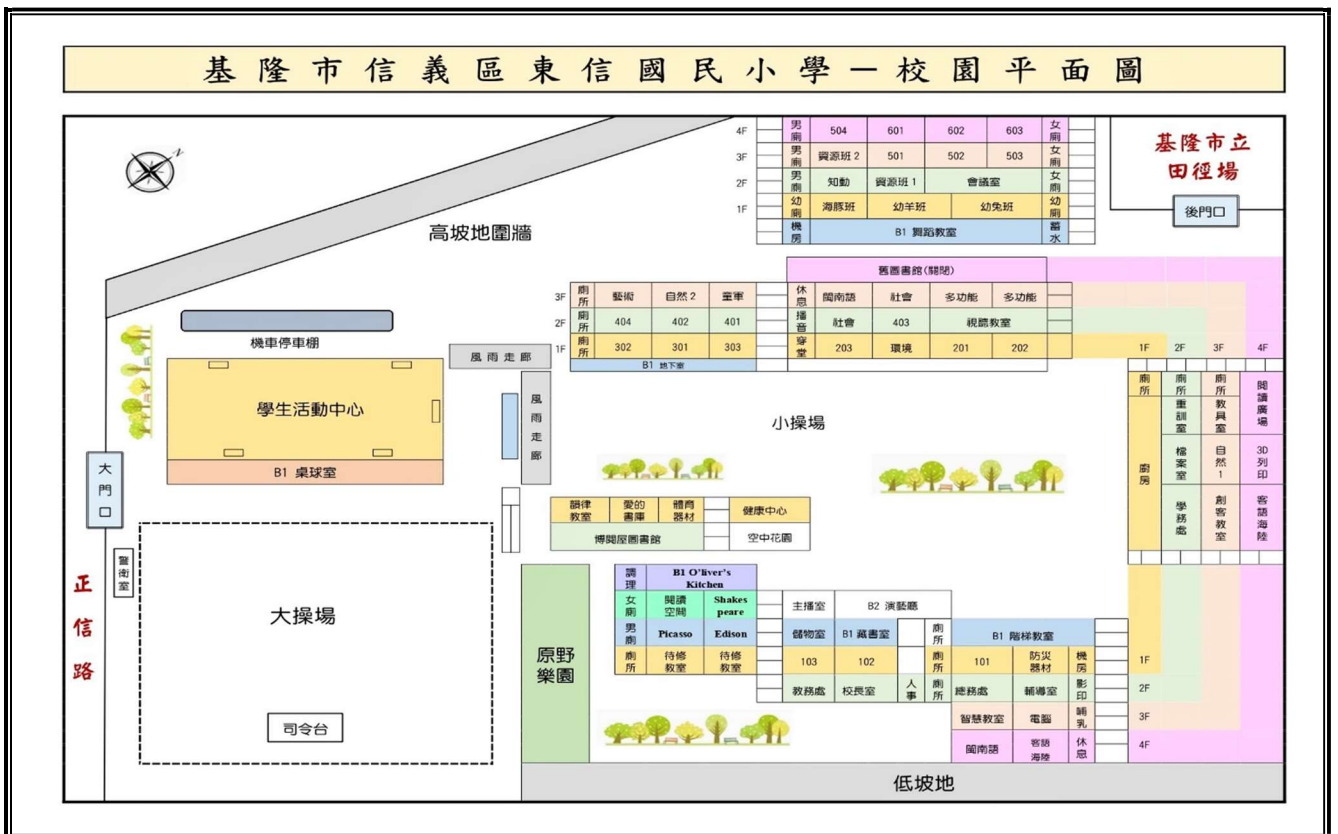 基隆市信義區東信國民小學－校園平面圖
N
4F 男廁 504 601 602 603 女廁
3F 男廁 資源班2 501 502 503 女廁
2F 男廁 知動 資源班1 會議室 女廁
1F 幼廁 海豚班 幼羊班 幼兔班 幼廁
機房 B1 舞蹈教室 蓄水
基隆市立
田徑場
後門口
高坡地圍牆
舊圖書館(關閉)
3F 廁所 藝術 自然2 童軍 休息 閩南語 社會 多功能 多功能
2F 廁所 404 402 401 播音 社會 403 視聽教室
1F 廁所 302 301 303 穿堂 203 環境 201 202
B1 地下室
機車停車棚
風雨走廊
風雨走廊
學生活動中心
B1 桌球室
小操場
1F 2F 3F 4F
廁所 廁所 廁所 閱讀廣場
重訓室 教具室
廚房 檔案室 自然1 3D列印
學務處 創客教室 客語海陸
大門口
警衛室
正信路
大操場
司令台
韻律教室 愛的書庫 體育器材 健康中心
博閱屋圖書館 空中花園
原野樂園
調理 B1 O'liver's Kitchen
女廁 閱讀空間 Shakespeare 主播室 B2 演藝廳
男廁 Picasso Edison 儲物室 B1 藏書室 廁所 B1 階梯教室
廁所 待修教室 待修教室 103 102 廁所 101 防災器材 機房 1F
教務處 校長室 人事 廁所 總務處 輔導室 影印 2F
智慧教室 電腦 哺乳 3F
閩南語 客語海陸 休息 4F
低坡地